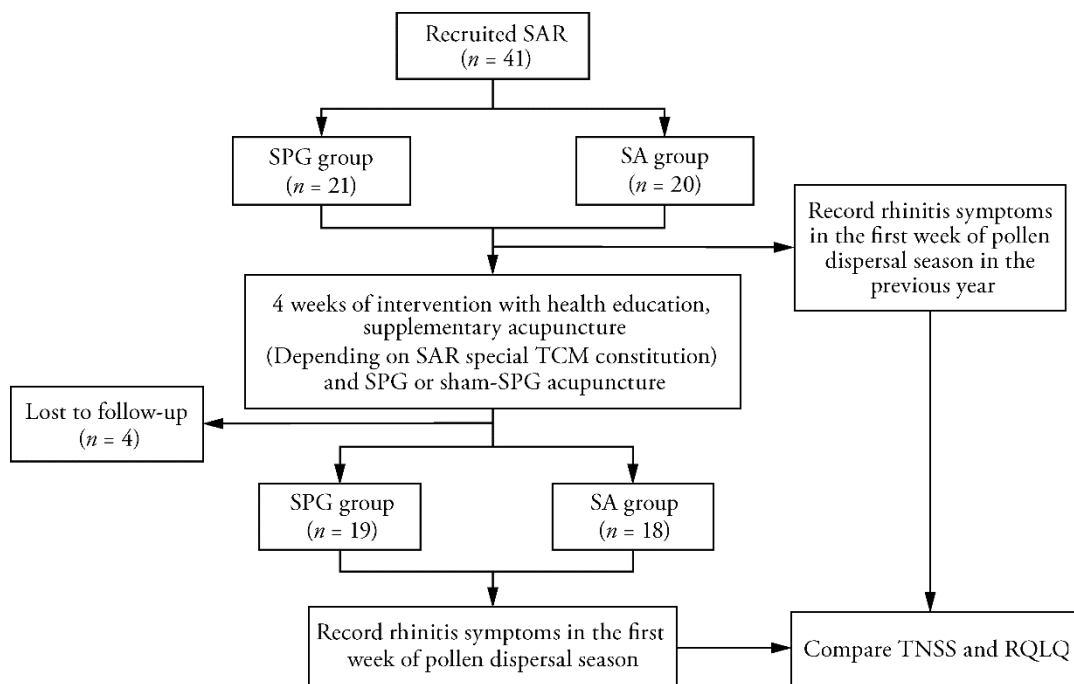 Recruited SAR
(n = 41)
SPG group
(n = 21)
SA group
(n = 20)
Record rhinitis symptoms
in the first week of pollen
dispersal season in the
previous year
4 weeks of intervention with health education,
supplementary acupuncture
(Depending on SAR special TCM constitution)
and SPG or sham-SPG acupuncture
Lost to follow-up
(n = 4)
SPG group
(n = 19)
SA group
(n = 18)
Record rhinitis symptoms in the first
week of pollen dispersal season
Compare TNSS and RQLQ